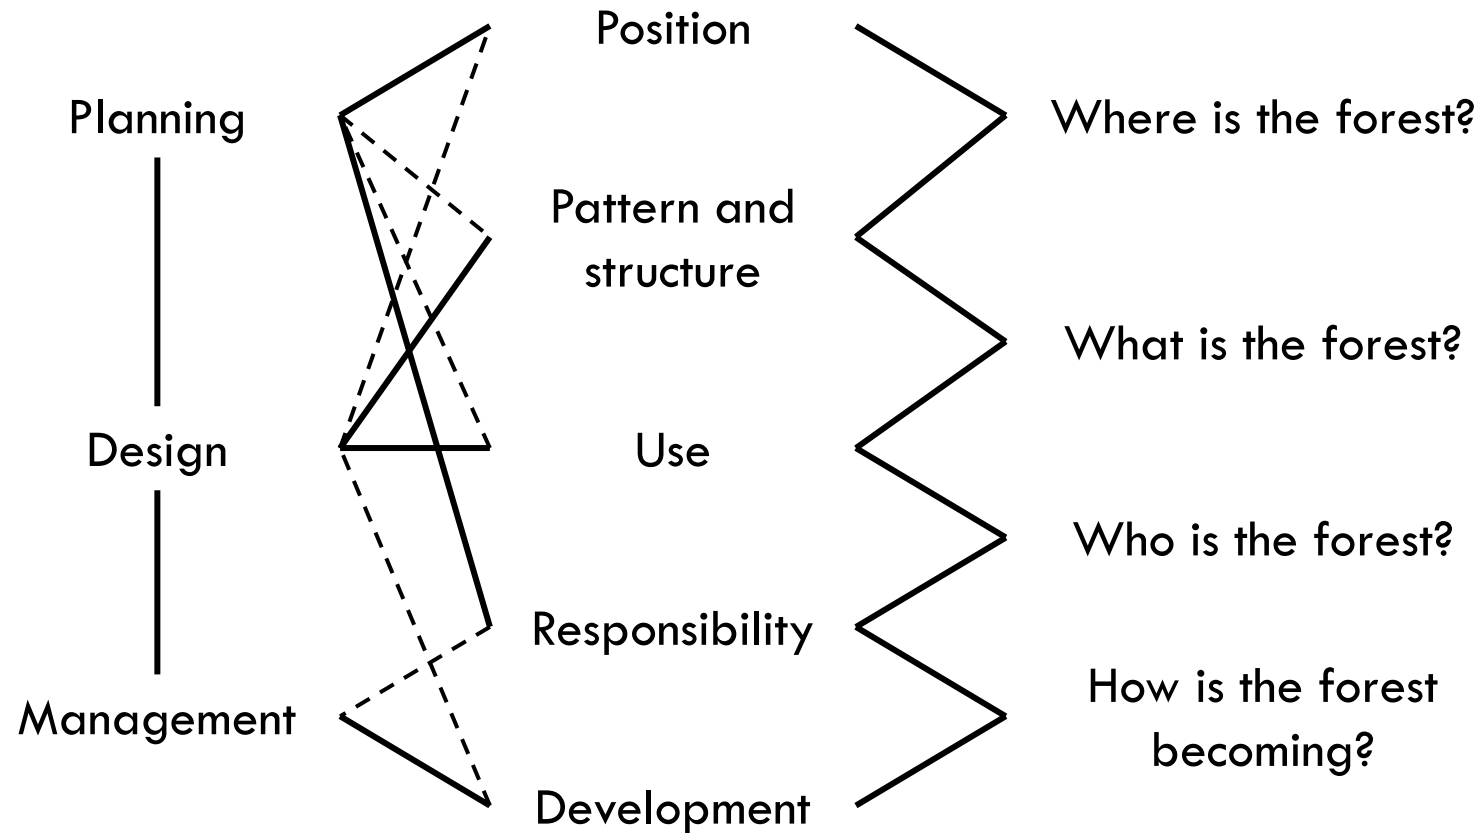 Planning
Design
Management
Position
Pattern and
structure
Use
Responsibility
Development
Where is the forest?
What is the forest?
Who is the forest?
How is the forest
becoming?